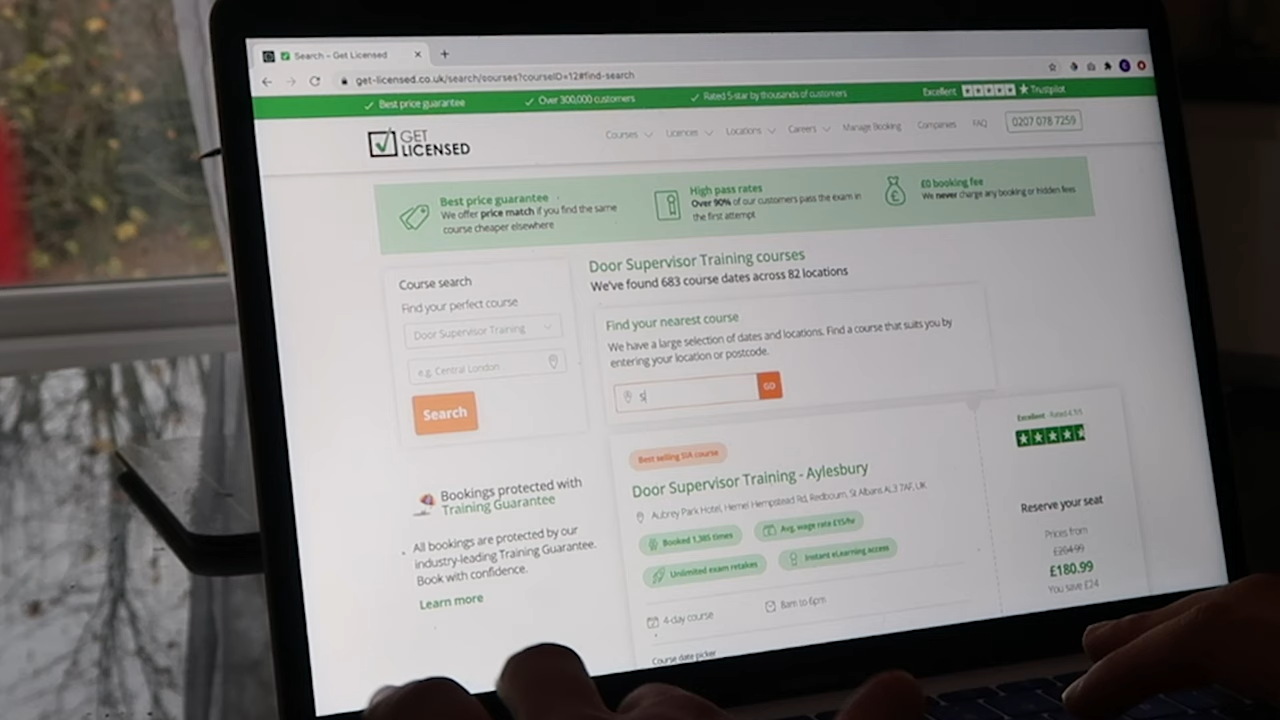 Search – Get Licensed
get-licensed.co.uk/search/courses?courseID=12#find-search
Best price guarantee
Over 300,000 customers
Rated 5-star by thousands of customers
Excellent
Trustpilot
GET
LICENSED
Courses
Licences
Locations
Careers
Manage Booking
Companies
FAQ
0207 078 7259
Best price guarantee
We offer price match if you find the same
course cheaper elsewhere
High pass rates
Over 90% of our customers pass the exam in
the first attempt
£0 booking fee
We never charge any booking or hidden fees
Course search
Find your perfect course
Door Supervisor Training
e.g. Central London
Search
Bookings protected with
Training Guarantee
All bookings are protected by our
industry-leading Training Guarantee.
Book with confidence.
Learn more
Door Supervisor Training courses
We've found 683 course dates across 82 locations
Find your nearest course
We have a large selection of dates and locations. Find a course that suits you by
entering your location or postcode.
GO
Best selling SIA course
Door Supervisor Training - Aylesbury
Aubrey Park Hotel, Hemel Hempstead Rd, Redbourn, St Albans AL3 7AF, UK
Booked 1,385 times
Avg. wage rate £15/hr
Unlimited exam retakes
Instant eLearning access
4-day course
8am to 6pm
Course date picker
Excellent
Reserve your seat
Prices from
£204.99
£180.99
You save £24